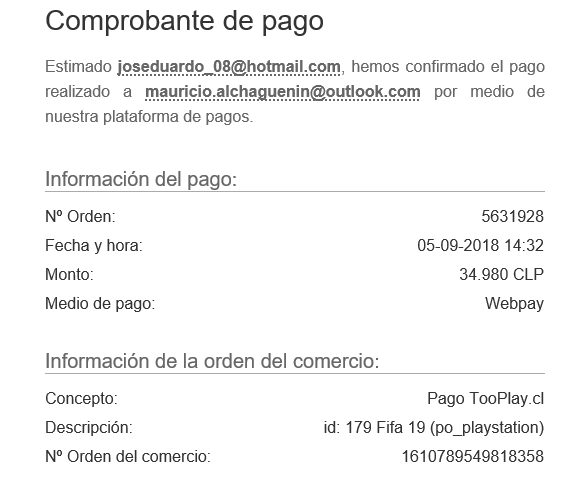 Comprobante de pago
Estimado joseduardo_08@hotmail.com, hemos confirmado el pago
realizado a mauricio.alchaguenin@outlook.com por medio de
nuestra plataforma de pagos.
Información del pago:
Nº Orden: 5631928
Fecha y hora: 05-09-2018 14:32
Monto: 34.980 CLP
Medio de pago: Webpay
Información de la orden del comercio:
Concepto: Pago TooPlay.cl
Descripción: id: 179 Fifa 19 (po_playstation)
Nº Orden del comercio: 1610789549818358